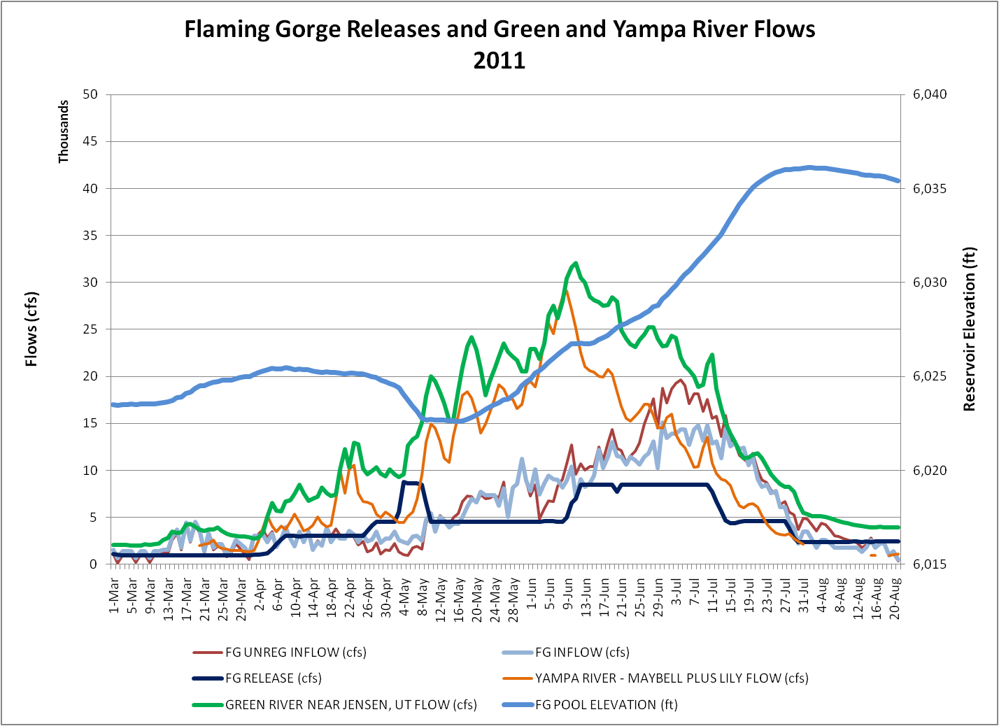 Flaming Gorge Releases and Green and Yampa River Flows
2011
Thousands
Flows (cfs)
50
45
40
35
30
25
20
15
10
5
0
6,040
6,035
6,030
6,025
6,020
6,015
Reservoir Elevation (ft)
1-Mar
5-Mar
9-Mar
13-Mar
17-Mar
21-Mar
25-Mar
29-Mar
2-Apr
6-Apr
10-Apr
14-Apr
18-Apr
22-Apr
26-Apr
30-Apr
4-May
8-May
12-May
16-May
20-May
24-May
28-May
1-Jun
5-Jun
9-Jun
13-Jun
17-Jun
21-Jun
25-Jun
29-Jun
3-Jul
7-Jul
11-Jul
15-Jul
19-Jul
23-Jul
27-Jul
31-Jul
4-Aug
8-Aug
12-Aug
16-Aug
20-Aug
FG UNREG INFLOW (cfs)
FG INFLOW (cfs)
FG RELEASE (cfs)
YAMPA RIVER - MAYBELL PLUS LILY FLOW (cfs)
GREEN RIVER NEAR JENSEN, UT FLOW (cfs)
FG POOL ELEVATION (ft)